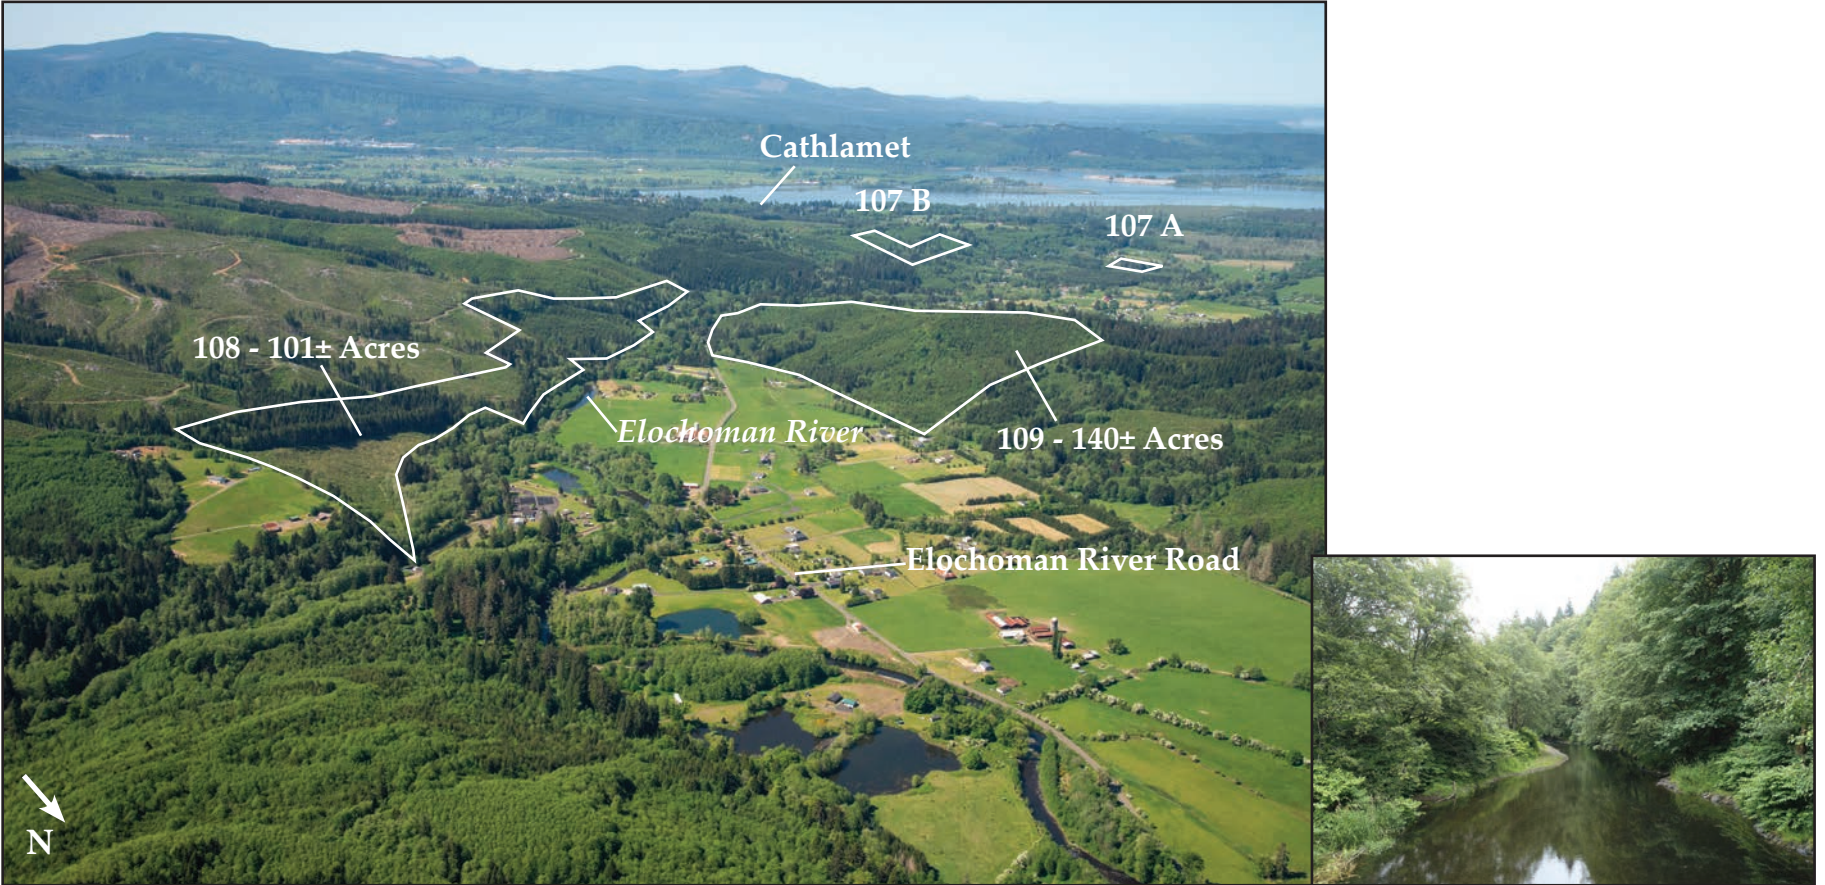 Cathlamet
107 B
107 A
108 - 101± Acres
Elochoman River
109 - 140± Acres
Elochoman River Road
N